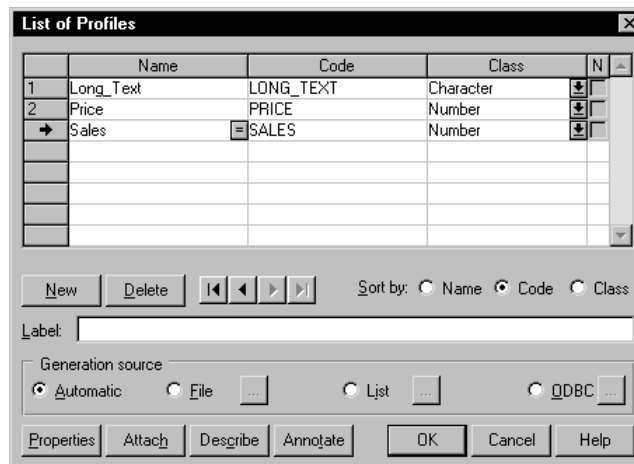 List of Profiles
Name Code Class N
1 Long_Text LONG_TEXT Character
2 Price PRICE Number
Sales = SALES Number
New Delete Sort by: Name Code Class
Label:
Generation source
Automatic File ... List ... ODBC ...
Properties Attach Describe Annotate OK Cancel Help